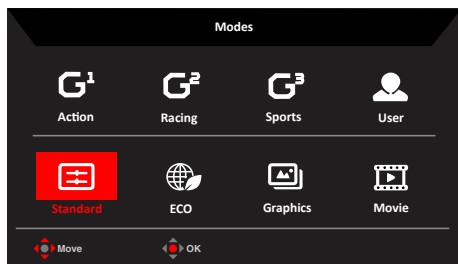 Modes
G¹ G² G³
Action Racing Sports User
Standard ECO Graphics Movie
Move OK